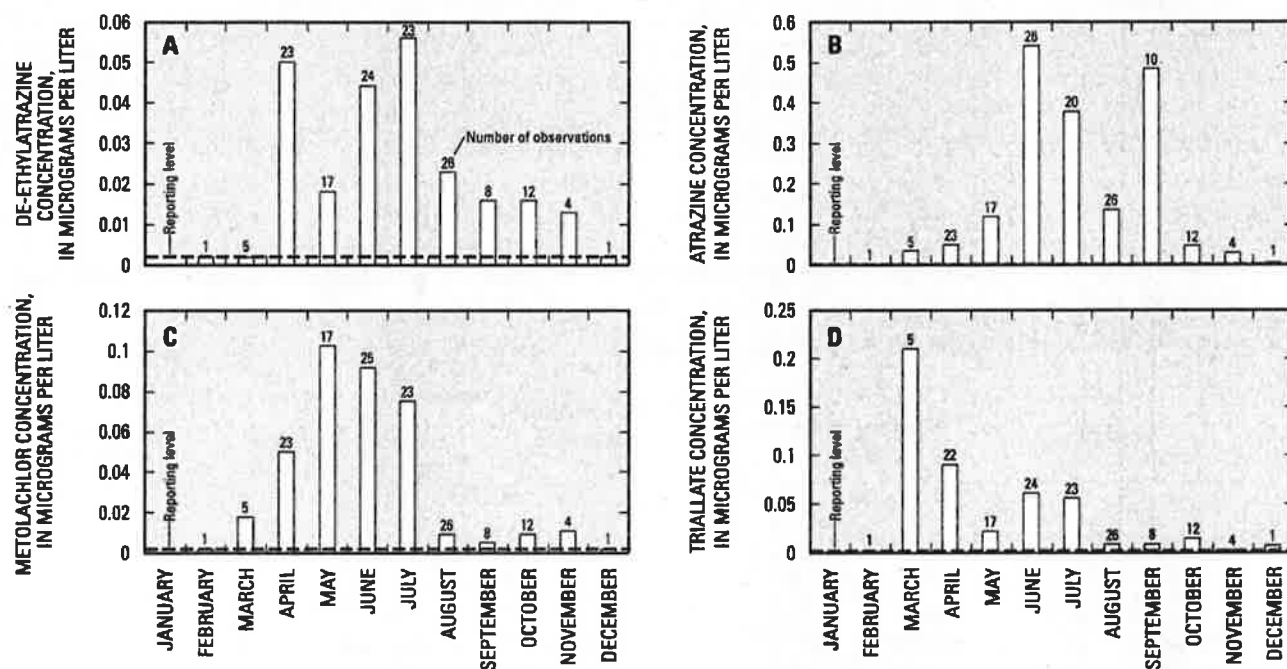 DE-ETHYLATRAZINE
CONCENTRATION,
IN MICROGRAMS PER LITER
0.06
0.05
0.04
0.03
0.02
0.01
0
A
Reporting level
1
5
23
17
24
23
26
Number of observations
8
12
4
1
ATRAZINE CONCENTRATION,
IN MICROGRAMS PER LITER
0.6
0.5
0.4
0.3
0.2
0.1
0
B
Reporting level
1
5
23
17
26
20
26
10
12
4
1
METOLACHLOR CONCENTRATION,
IN MICROGRAMS PER LITER
0.12
0.1
0.08
0.06
0.04
0.02
0
C
Reporting level
1
5
23
17
25
23
26
8
12
4
1
JANUARY
FEBRUARY
MARCH
APRIL
MAY
JUNE
JULY
AUGUST
SEPTEMBER
OCTOBER
NOVEMBER
DECEMBER
TRIALLATE CONCENTRATION,
IN MICROGRAMS PER LITER
0.25
0.2
0.15
0.1
0.05
0
D
Reporting level
1
5
22
17
24
23
26
8
12
4
1
JANUARY
FEBRUARY
MARCH
APRIL
MAY
JUNE
JULY
AUGUST
SEPTEMBER
OCTOBER
NOVEMBER
DECEMBER